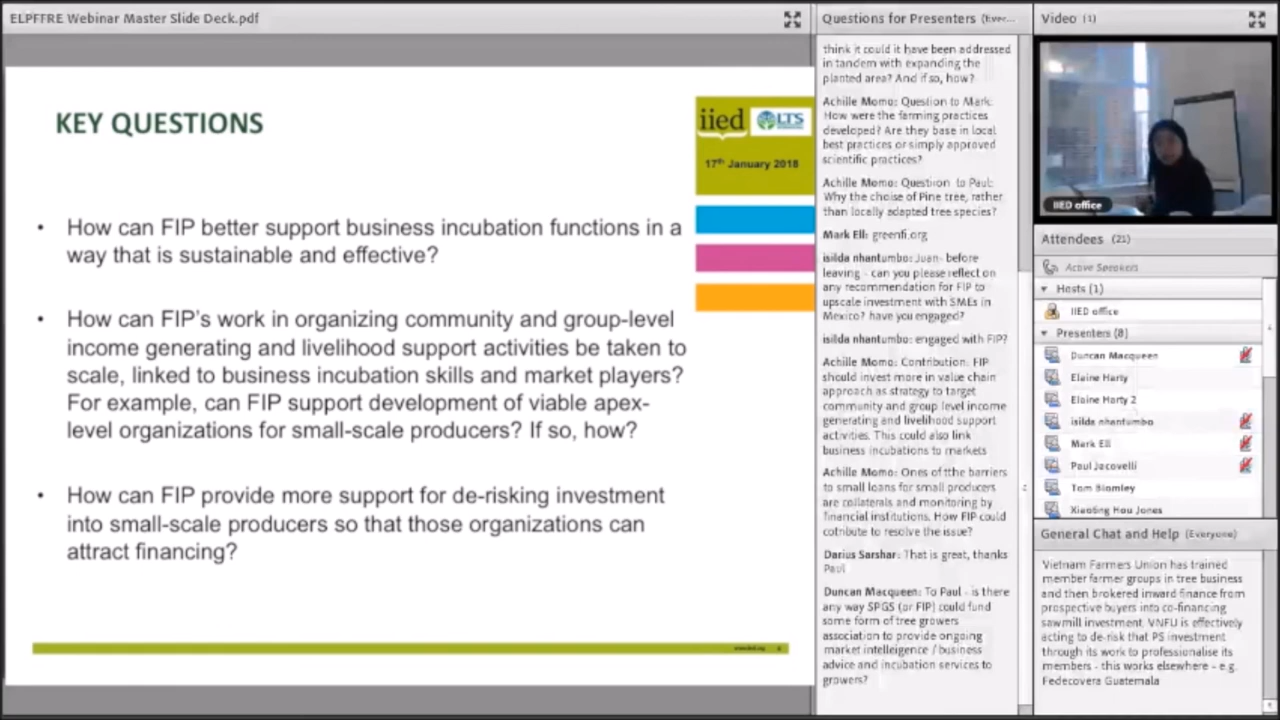 ELPFFRE Webinar Master Slide Deck.pdf
KEY QUESTIONS
iied
LTS
17th January 2018
• How can FIP better support business incubation functions in a
way that is sustainable and effective?
• How can FIP's work in organizing community and group-level
income generating and livelihood support activities be taken to
scale, linked to business incubation skills and market players?
For example, can FIP support development of viable apex-
level organizations for small-scale producers? If so, how?
• How can FIP provide more support for de-risking investment
into small-scale producers so that those organizations can
attract financing?
Questions for Presenters (Ever...
think it could it have been addressed
in tandem with expanding the
planted area? And if so, how?
Achille Momo: Question to Mark:
How were the farming practices
developed? Are they base in local
best practices or simply approved
scientific practices?
Achille Momo: Question to Paul:
Why the choise of Pine tree, rather
than locally adapted tree species?
Mark Ell: greenfi.org
isilda nhantumbo: Juan- before
leaving - can you please reflect on
any recommendation for FIP to
upscale investment with SMEs in
Mexico? have you engaged?
isilda nhantumbo: engaged with FIP?
Achille Momo: Contribution: FIP
should invest more in value chain
approach as strategy to target
community and group level income
generating and livelihood support
activities. This could also link
business incubations to markets
Achille Momo: Ones of tthe barriers
to small loans for small producers
are collaterals and monitoring by
financial institutions. How FIP could
cotribute to resolve the issue?
Darius Sarshar: That is great, thanks
Paul
Duncan Macqueen: To Paul - is there
any way SPGS (or FIP) could fund
some form of tree growers
association to provide ongoing
market intelleigence / business
advice and incubation services to
growers?
Video (1)
IIED office
Attendees (21)
Active Speakers
Hosts (1)
IIED office
Presenters (8)
Duncan Macqueen
Elaine Harty
Elaine Harty 2
isilda nhantumbo
Mark Ell
Paul Jacovelli
Tom Blomley
Xiaoting Hou Jones
General Chat and Help (Everyone)
Vietnam Farmers Union has trained
member farmer groups in tree business
and then brokered inward finance from
prospective buyers into co-financing
sawmill investment. VNFU is effectively
acting to de-risk that PS investment
through its work to professionalise its
members - this works elsewhere - e.g.
Fedecovera Guatemala